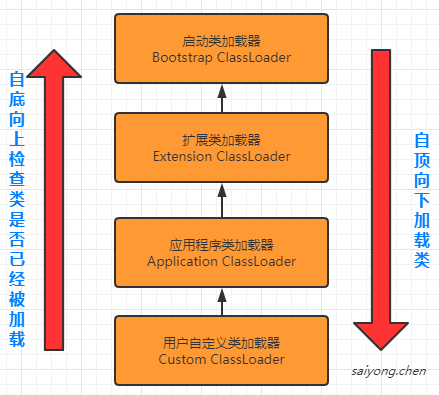 启动类加载器
Bootstrap ClassLoader
扩展类加载器
Extension ClassLoader
应用程序类加载器
Application ClassLoader
用户自定义类加载器
Custom ClassLoader
自底向上检查类是否已经被加载
自顶向下加载类
saiyong.chen